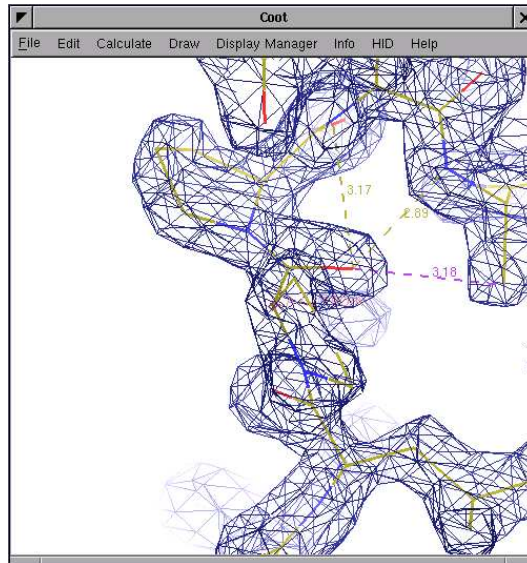 Coot
File Edit Calculate Draw Display Manager Info HID Help
3.17
2.89
3.18